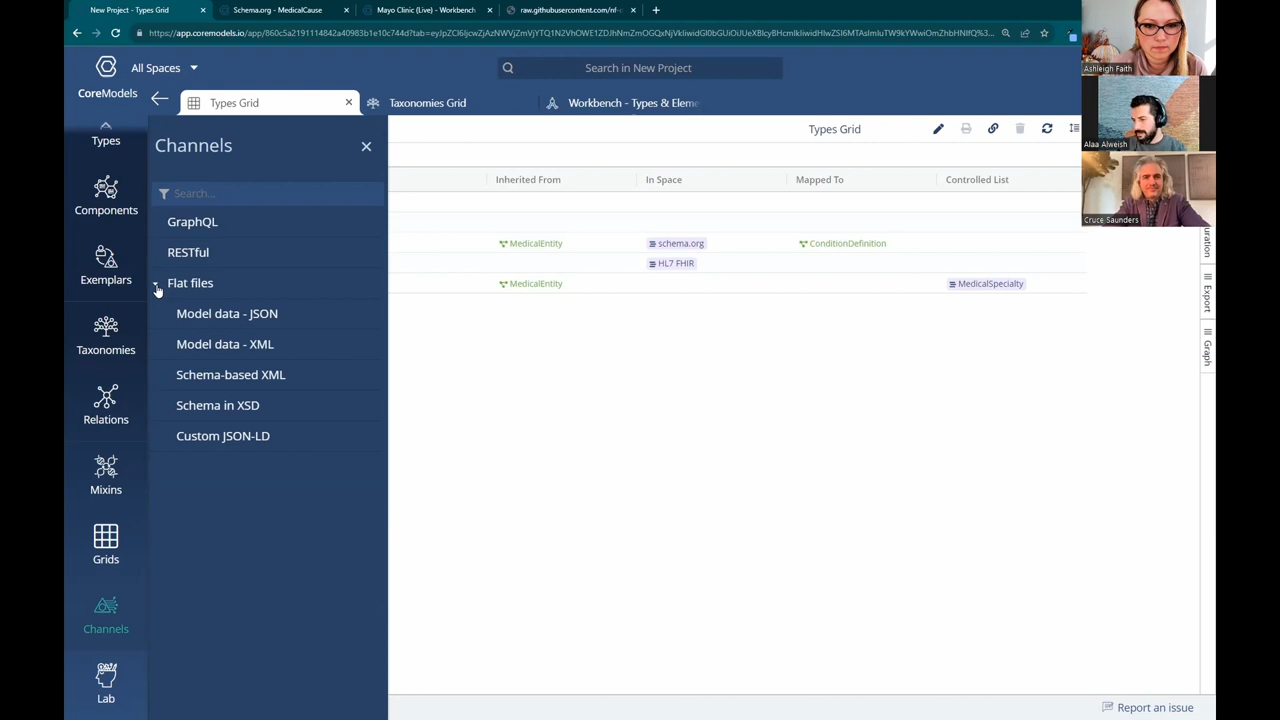 New Project - Types Grid
Schema.org - MedicalCause
Mayo Clinic (Live) - Workbench
raw.githubusercontent.com/nf-
CoreModels
All Spaces
Search in New Project
Types Grid
Taxonomies Grid
Workbench - Types & Eleme
Types
Components
Exemplars
Taxonomies
Relations
Mixins
Grids
Channels
Lab
Channels
Search...
GraphQL
RESTful
Flat files
Model data - JSON
Model data - XML
Schema-based XML
Schema in XSD
Custom JSON-LD
Types Grid
Inherited From
In Space
Mapped To
Controlled List
MedicalEntity
schema.org
ConditionDefinition
HL7 FHIR
MedicalEntity
MedicalSpecialty
uration
Export
Graph
Report an issue
Ashleigh Faith
Alaa Alweish
Cruce Saunders